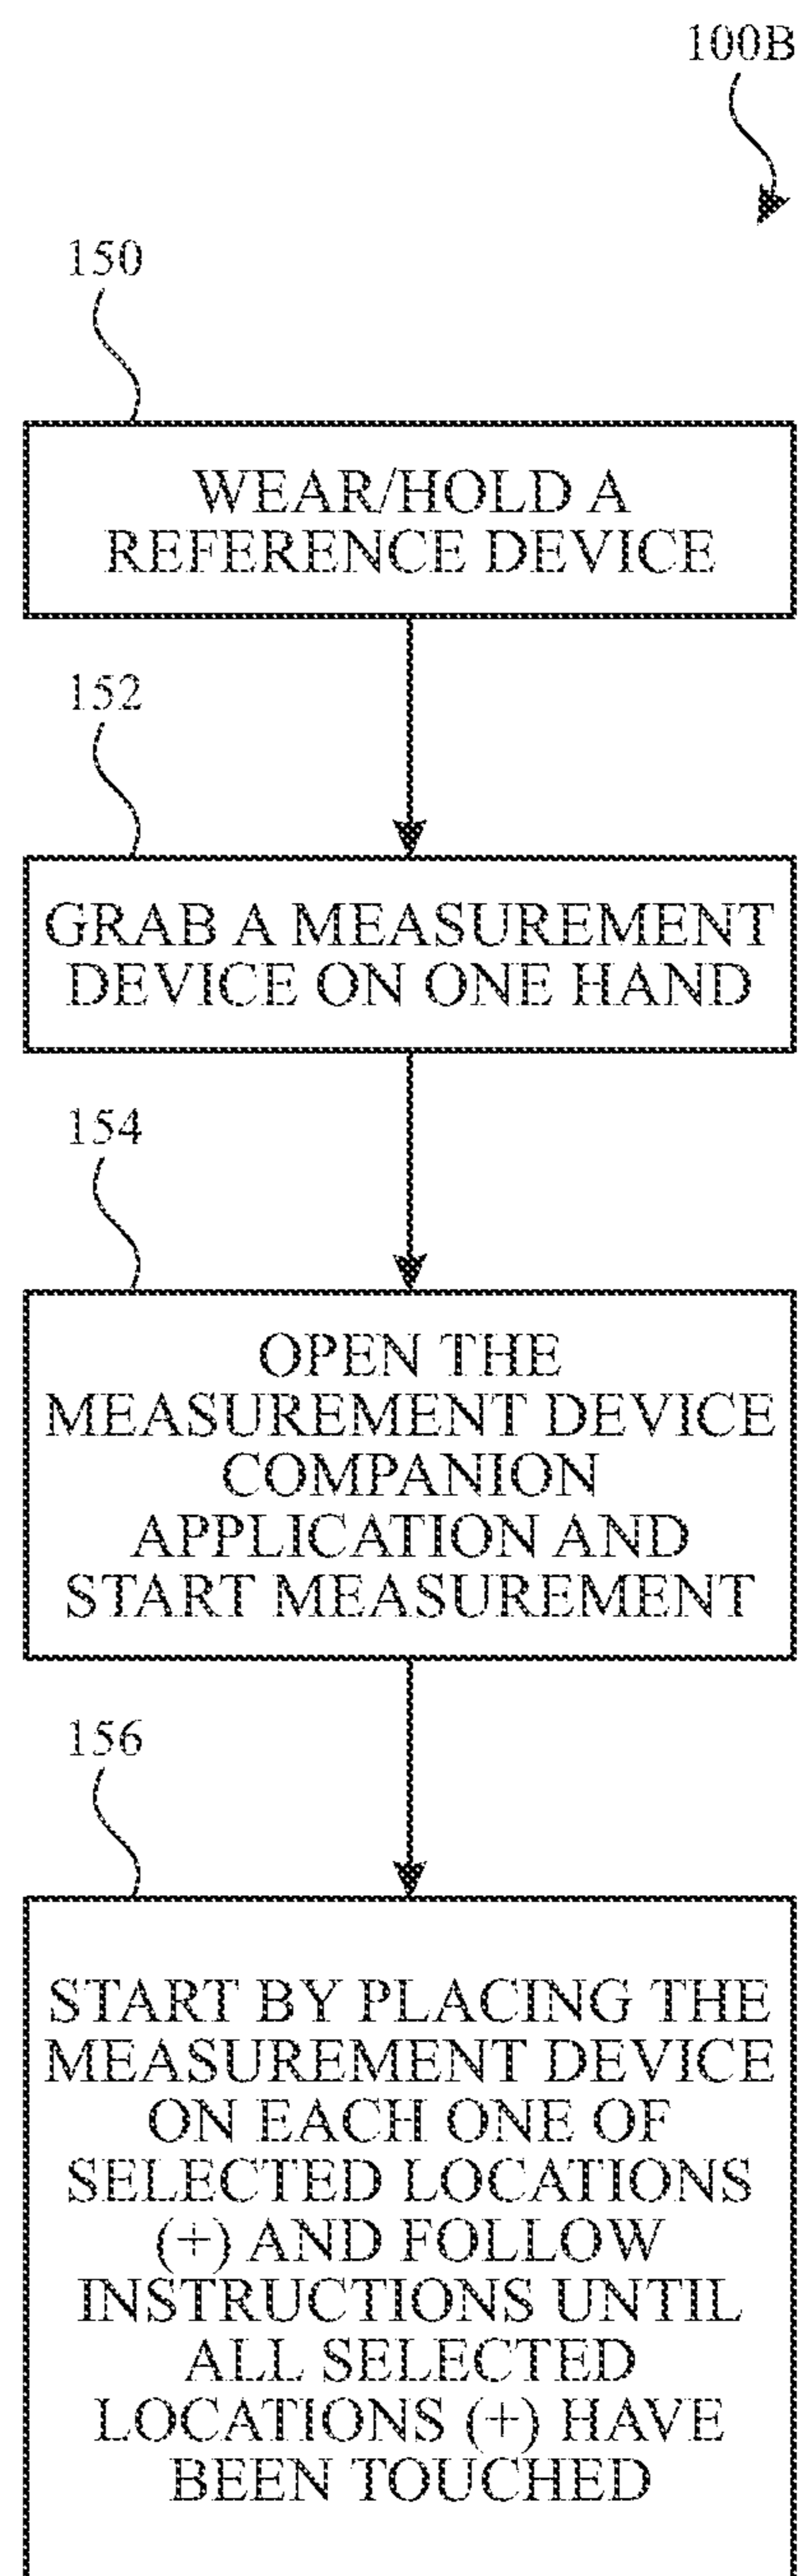 100B
150
WEAR/HOLD A
REFERENCE DEVICE
152
GRAB A MEASUREMENT
DEVICE ON ONE HAND
154
OPEN THE
MEASUREMENT DEVICE
COMPANION
APPLICATION AND
START MEASUREMENT
156
START BY PLACING THE
MEASUREMENT DEVICE
ON EACH ONE OF
SELECTED LOCATIONS
(+) AND FOLLOW
INSTRUCTIONS UNTIL
ALL SELECTED
LOCATIONS (+) HAVE
BEEN TOUCHED